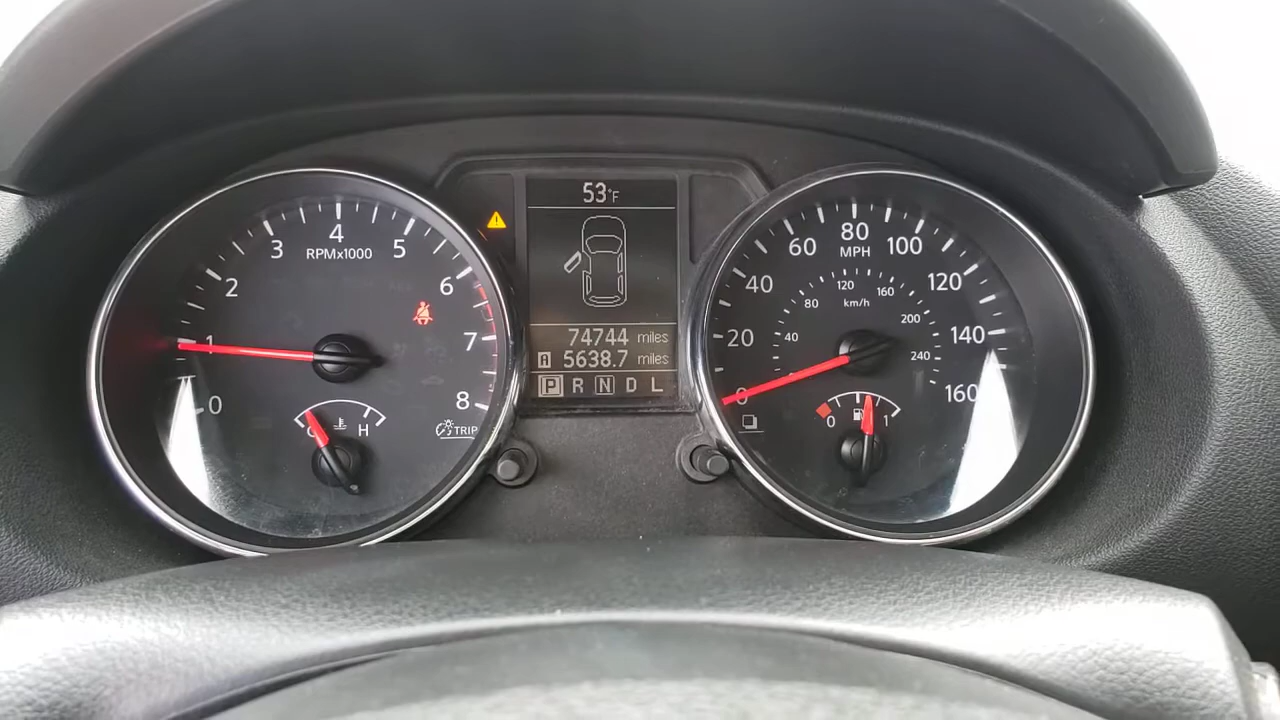 53°F
74744 miles
A 5638.7 miles
P R N D L
0 1 2 3 4 5 6 7 8
RPMx1000
C H
TRIP
0 20 40 60 80 100 120 140 160
MPH
40 80 120 160 200 240
km/h
0 1